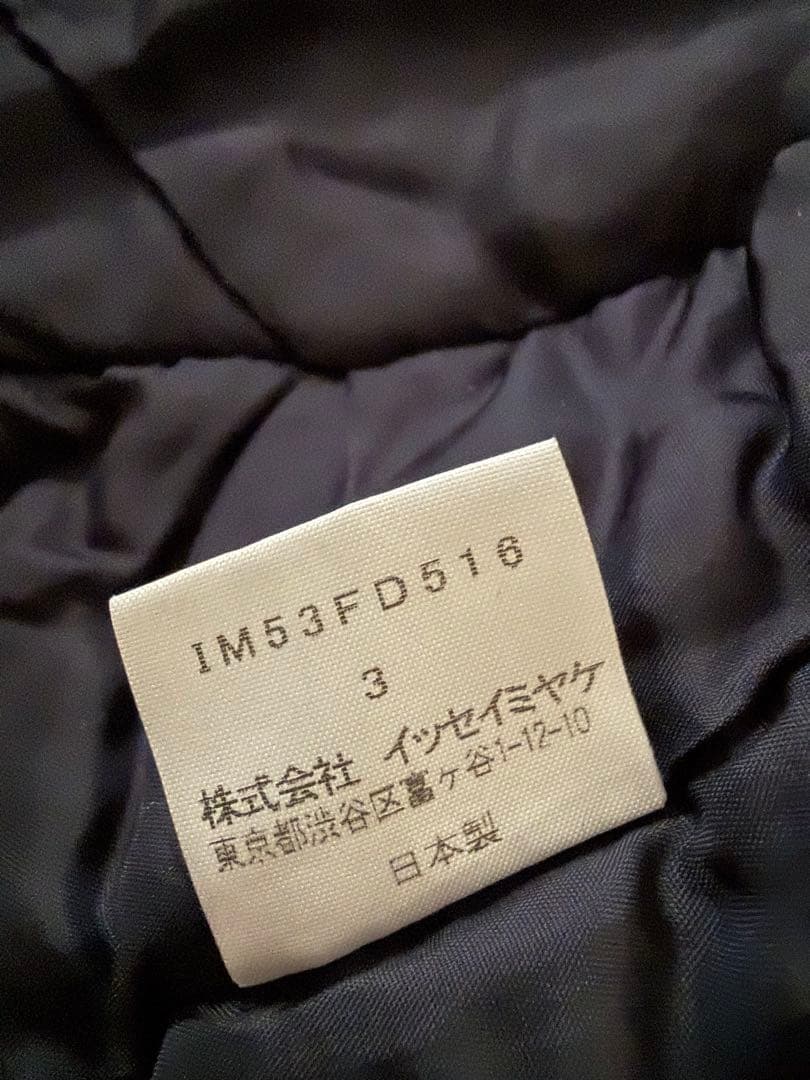 IM53FD516
3
株式会社 イッセイミヤケ
東京都渋谷区富ヶ谷1-12-10
日本製